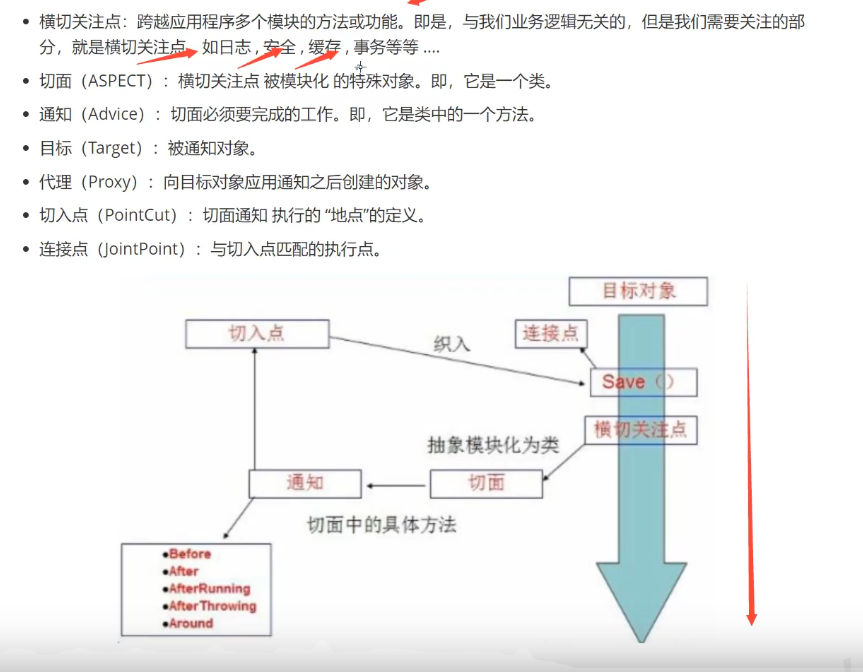 • 横切关注点：跨越应用程序多个模块的方法或功能。即是，与我们业务逻辑无关的，但是我们需要关注的部
分，就是横切关注点。如日志 , 安全 , 缓存 , 事务等等 ....
• 切面（ASPECT）：横切关注点 被模块化 的特殊对象。即，它是一个类。
• 通知（Advice）：切面必须要完成的工作。即，它是类中的一个方法。
• 目标（Target）：被通知对象。
• 代理（Proxy）：向目标对象应用通知之后创建的对象。
• 切入点（PointCut）：切面通知 执行的 “地点”的定义。
• 连接点（JointPoint）：与切入点匹配的执行点。
目标对象
切入点
织入
连接点
Save（）
横切关注点
抽象模块化为类
通知
切面
切面中的具体方法
•Before
•After
•AfterRunning
•AfterThrowing
•Around